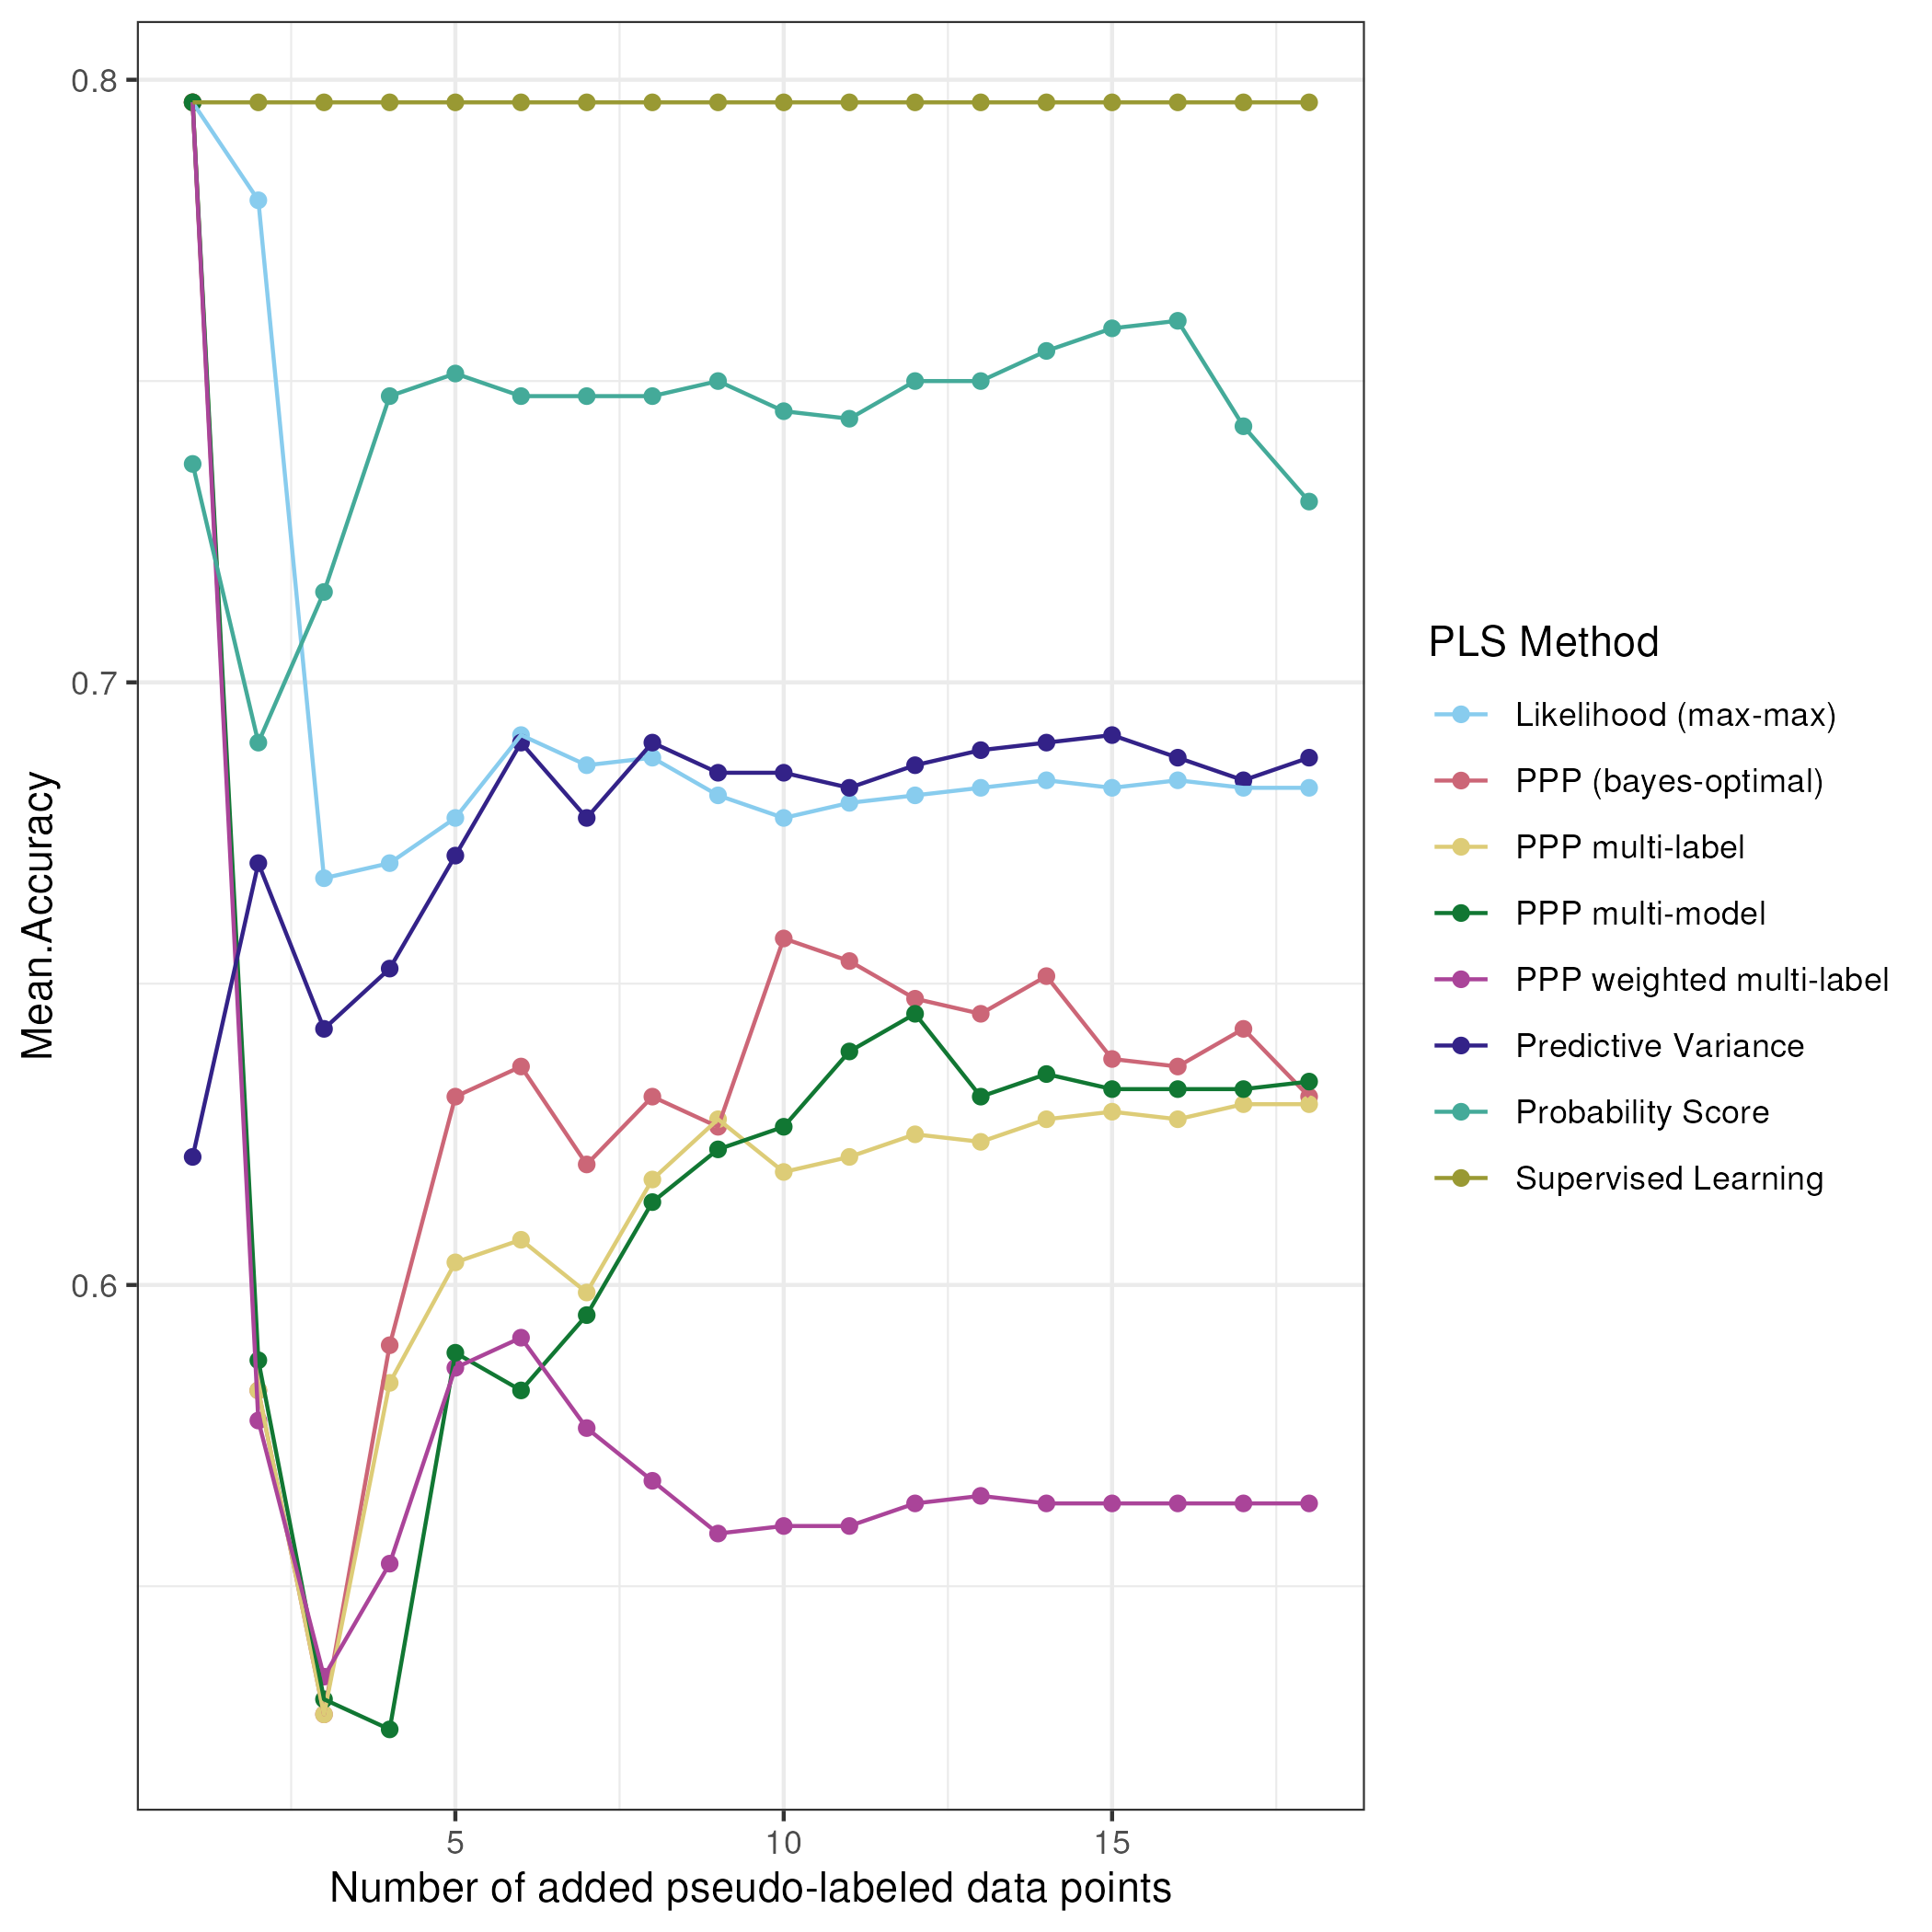 0.8
0.7
0.6
Mean.Accuracy
5 10 15
Number of added pseudo-labeled data points
PLS Method
Likelihood (max-max)
PPP (bayes-optimal)
PPP multi-label
PPP multi-model
PPP weighted multi-label
Predictive Variance
Probability Score
Supervised Learning